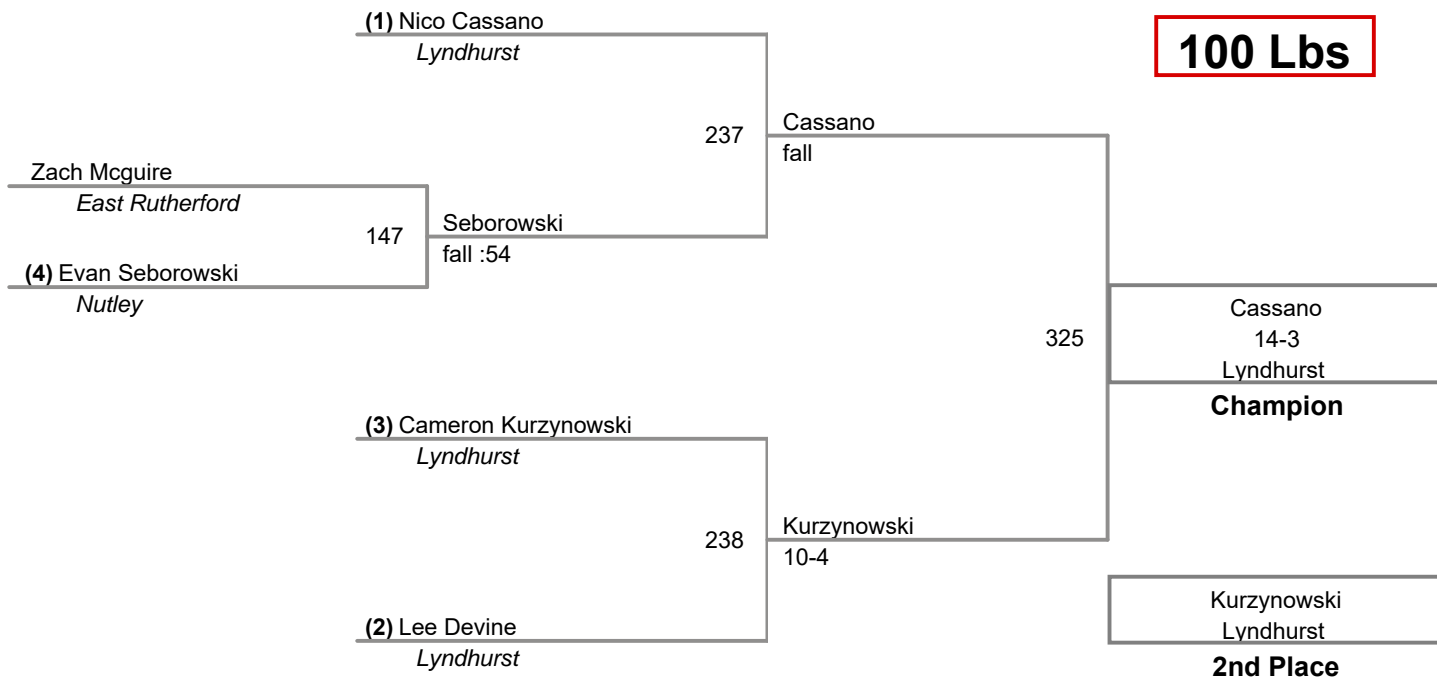 (1) Nico Cassano
Lyndhurst
100 Lbs
237
Cassano
fall
Zach Mcguire
East Rutherford
147
Seborowski
fall :54
(4) Evan Seborowski
Nutley
325
Cassano
14-3
Lyndhurst
Champion
(3) Cameron Kurzynowski
Lyndhurst
238
Kurzynowski
10-4
(2) Lee Devine
Lyndhurst
Kurzynowski
Lyndhurst
2nd Place